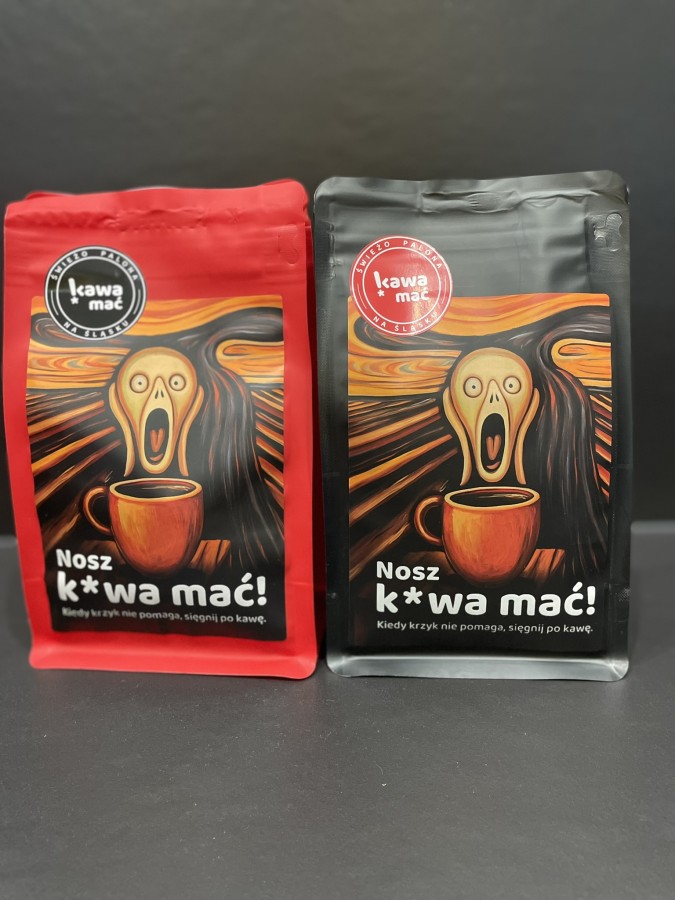 ŚWIEŻO PALONA
!kawa
* mać
NA ŚLĄSKU
Nosz
k*wa mać!
Kiedy krzyk nie pomaga, sięgnij po kawę.
ŚWIEŻO PALONA
!kawa
* mać
NA ŚLĄSKU
Nosz
k*wa mać!
Kiedy krzyk nie pomaga, sięgnij po kawę.